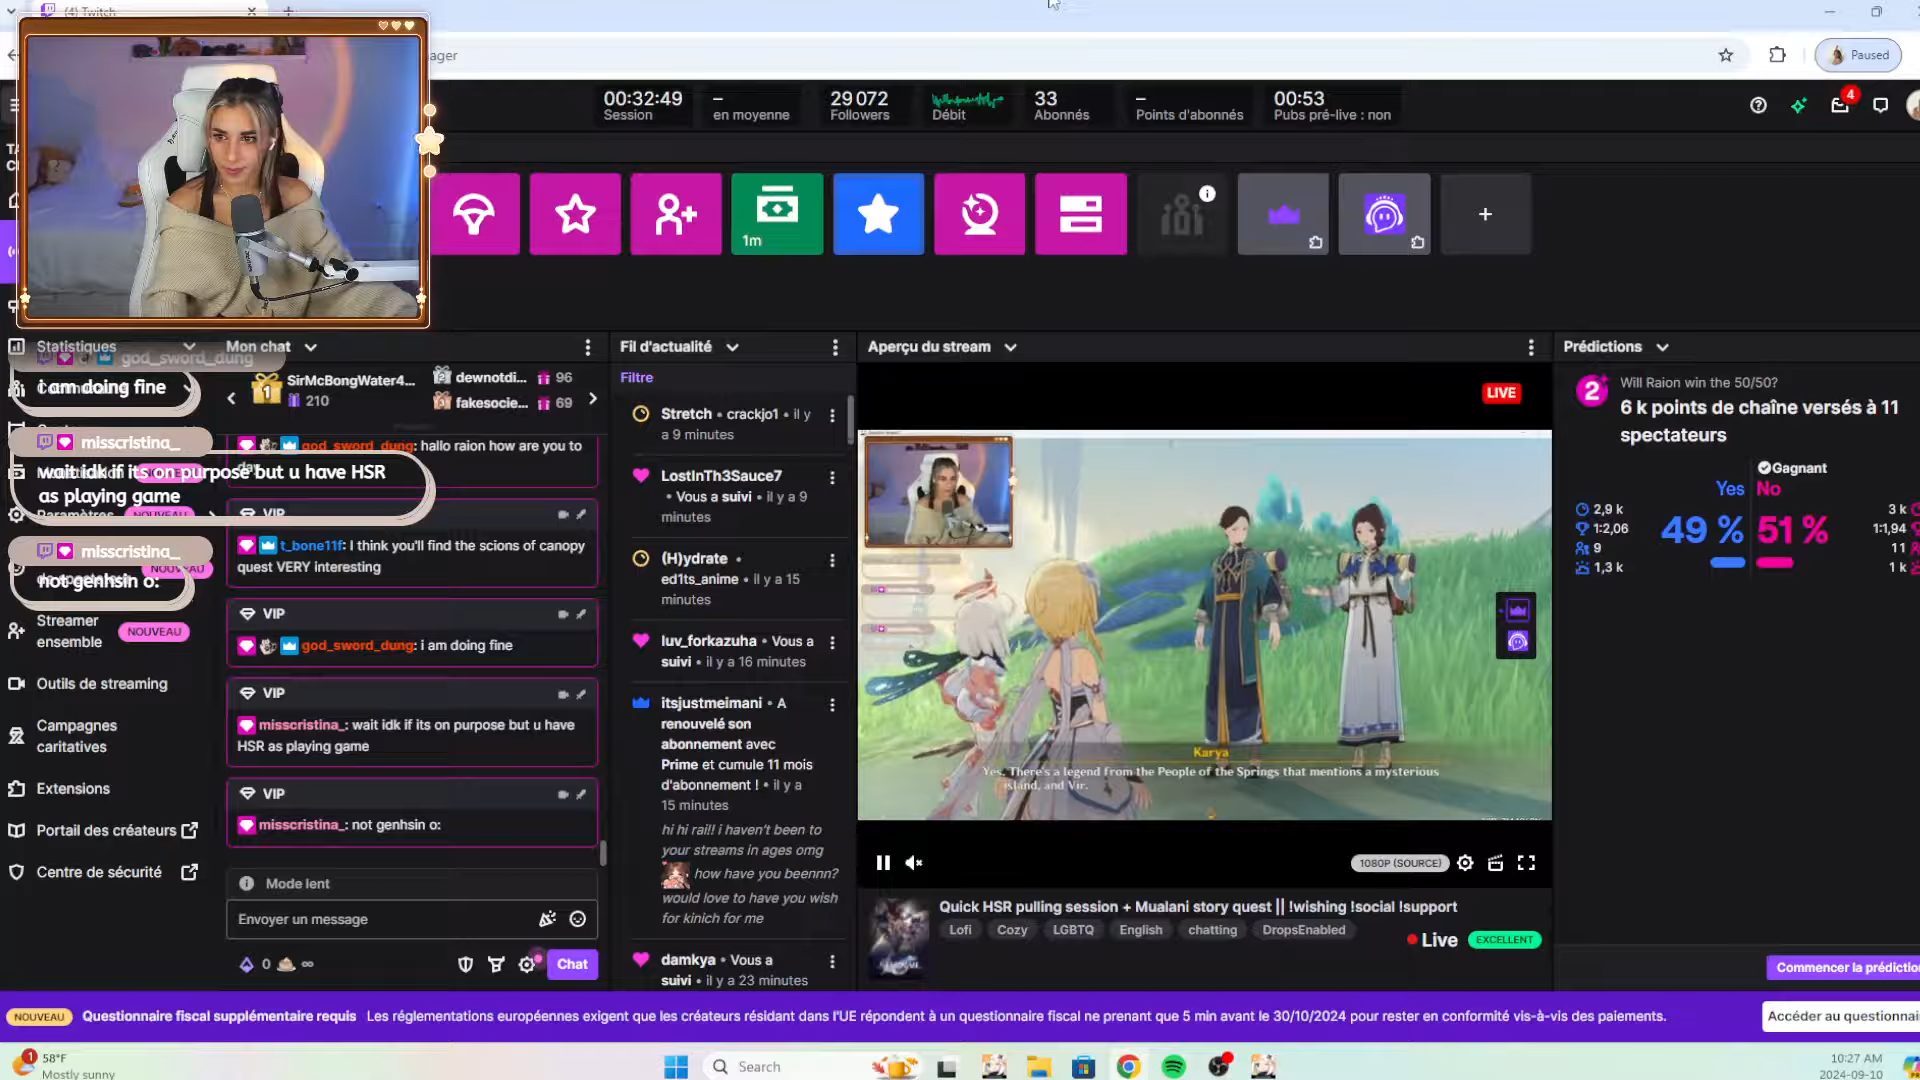 (4) Twitch
ager
Paused
00:32:49
Session
–
en moyenne
29 072
Followers
Débit
33
Abonnés
–
Points d'abonnés
00:53
Pubs pré-live : non
4
1m
Statistiques
god_sword_dung
i am doing fine
misscristina_
wait idk if its on purpose but u have HSR
as playing game
Paramètres
NOUVEAU
misscristina_
NOUVEAU
not genhsin o:
Streamer
ensemble
NOUVEAU
Outils de streaming
Campagnes
caritatives
Extensions
Portail des créateurs
Centre de sécurité
Mon chat
1
SirMcBongWater4...
210
dewnotdi...
96
fakesocie...
69
god_sword_dung: hallo raion how are you to
VIP
t_bone11f: I think you'll find the scions of canopy
quest VERY interesting
VIP
god_sword_dung: i am doing fine
VIP
misscristina_: wait idk if its on purpose but u have
HSR as playing game
VIP
misscristina_: not genhsin o:
Mode lent
Envoyer un message
0
∞
Chat
Fil d'actualité
Filtre
Stretch • crackjo1 • il y
a 9 minutes
LostInTh3Sauce7
• Vous a suivi • il y a 9
minutes
(H)ydrate •
ed1ts_anime • il y a 15
minutes
luv_forkazuha • Vous a
suivi • il y a 16 minutes
itsjustmeimani • A
renouvelé son
abonnement avec
Prime et cumule 11 mois
d'abonnement ! • il y a
15 minutes
hi hi rai!! i haven't been to
your streams in ages omg
how have you beennn?
would love to have you wish
for kinich for me
damkya • Vous a
suivi • il y a 23 minutes
Aperçu du stream
LIVE
Karya
Yes. There's a legend from the People of the Springs that mentions a mysterious
island, and Vir.
1080P (SOURCE)
Quick HSR pulling session + Mualani story quest || !wishing !social !support
Lofi
Cozy
LGBTQ
English
chatting
DropsEnabled
Live
EXCELLENT
Prédictions
2
Will Raion win the 50/50?
6 k points de chaîne versés à 11
spectateurs
Gagnant
Yes
No
2,9 k
1:2,06
9
1,3 k
49 %
51 %
3 k
1:1,94
11
1 k
Commencer la prédiction
NOUVEAU
Questionnaire fiscal supplémentaire requis
Les réglementations européennes exigent que les créateurs résidant dans l'UE répondent à un questionnaire fiscal ne prenant que 5 min avant le 30/10/2024 pour rester en conformité vis-à-vis des paiements.
Accéder au questionnai
1
58°F
Mostly sunny
Search
10:27 AM
2024-09-10